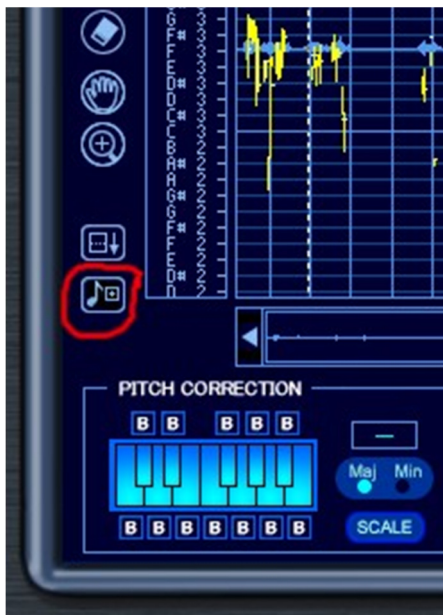 G 3
F# 3
F 3
E 3
D# 3
D 3
C# 3
C 3
B 2
A# 2
A 2
G# 2
G 2
F# 2
F 2
E 2
D# 2
D 2
PITCH CORRECTION
B B B B B
Maj Min
B B B B B B B
SCALE